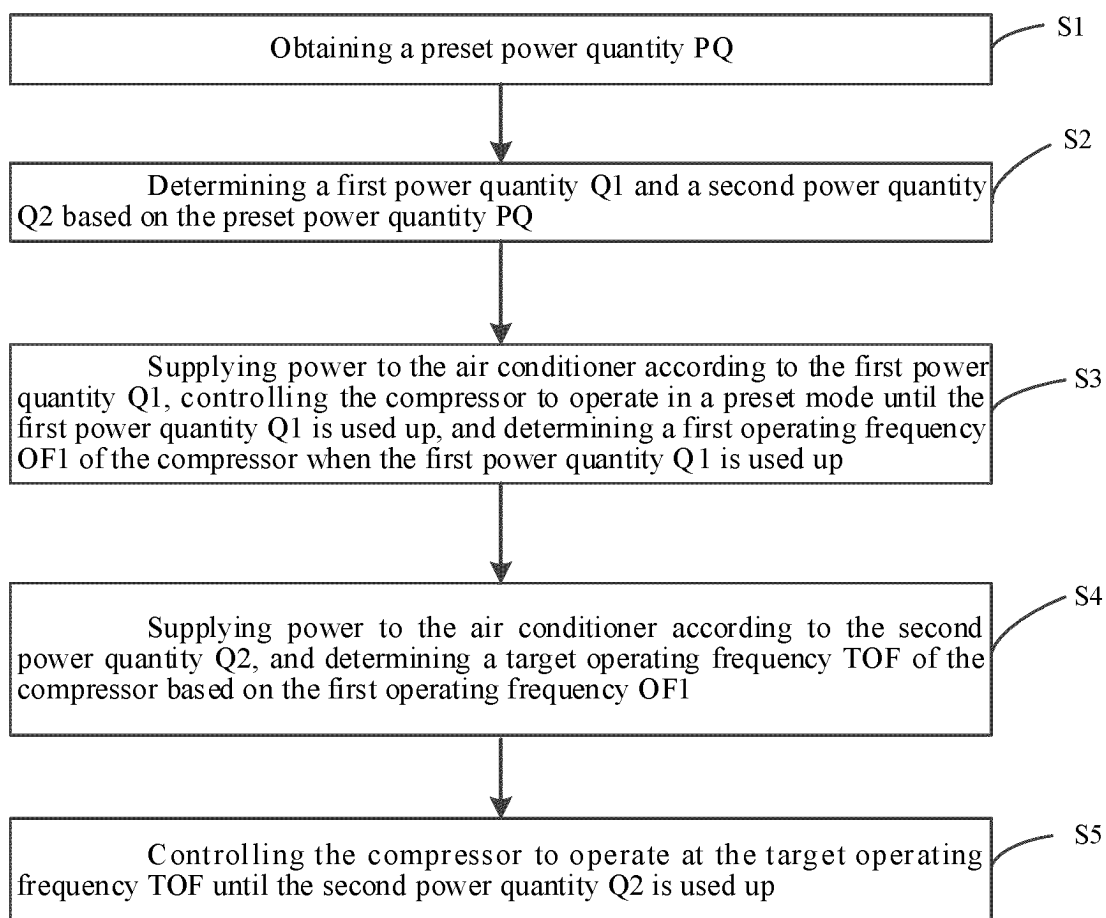 Obtaining a preset power quantity PQ
S1
Determining a first power quantity Q1 and a second power quantity
Q2 based on the preset power quantity PQ
S2
Supplying power to the air conditioner according to the first power
quantity Q1, controlling the compressor to operate in a preset mode until the
first power quantity Q1 is used up, and determining a first operating frequency
OF1 of the compressor when the first power quantity Q1 is used up
S3
Supplying power to the air conditioner according to the second
power quantity Q2, and determining a target operating frequency TOF of the
compressor based on the first operating frequency OF1
S4
Controlling the compressor to operate at the target operating
frequency TOF until the second power quantity Q2 is used up
S5